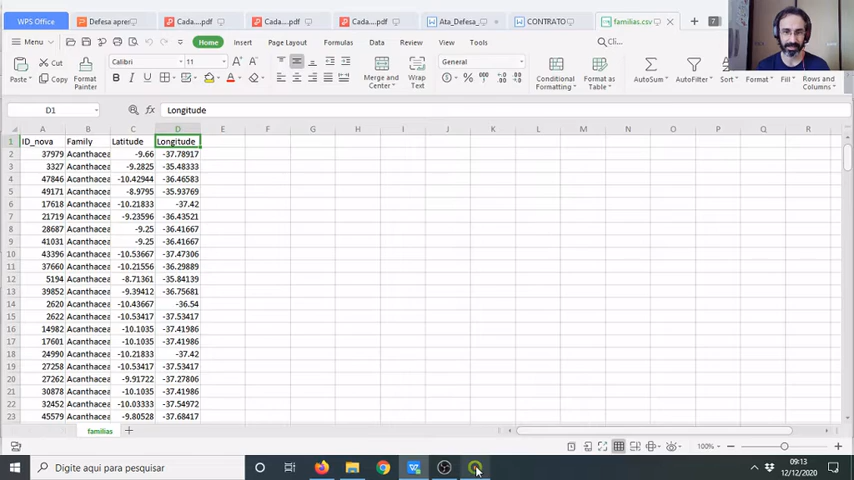 WPS Office Defesa apre Cada....pdf Cada....pdf Cada....pdf Ata_Defesa_ CONTRATO familias.csv + 7
Menu Home Insert Page Layout Formulas Data Review View Tools Cli...
Paste Cut Copy Format Painter Calibri 11 B I U A Merge and Center Wrap Text General Conditional Formatting Format as Table AutoSum AutoFilter Sort Format Fill Rows and Columns
D1 fx Longitude
A B C D E F G H I J K L M N O P Q R
1 ID_nova Family Latitude Longitude
2 37979 Acanthacea -9.66 -37.78917
3 3327 Acanthacea -9.2825 -35.48333
4 47846 Acanthacea -10.42944 -36.46583
5 49171 Acanthacea -8.9795 -35.93769
6 17618 Acanthacea -10.21833 -37.42
7 21719 Acanthacea -9.23596 -36.43521
8 28687 Acanthacea -9.25 -36.41667
9 41031 Acanthacea -9.25 -36.41667
10 43396 Acanthacea -10.53667 -37.47306
11 37660 Acanthacea -10.21556 -36.29889
12 5194 Acanthacea -8.71361 -35.84139
13 39852 Acanthacea -9.39412 -36.75681
14 2620 Acanthacea -10.43667 -36.54
15 2622 Acanthacea -10.53417 -37.53417
16 14982 Acanthacea -10.1035 -37.41986
17 17601 Acanthacea -10.1035 -37.41986
18 24990 Acanthacea -10.21833 -37.42
19 27258 Acanthacea -10.53417 -37.53417
20 27262 Acanthacea -9.91722 -37.27806
21 30878 Acanthacea -10.1035 -37.41986
22 32452 Acanthacea -10.03333 -37.54972
23 45579 Acanthacea -9.80528 -37.68417
familias +
100%
Digite aqui para pesquisar
09:13
12/12/2020